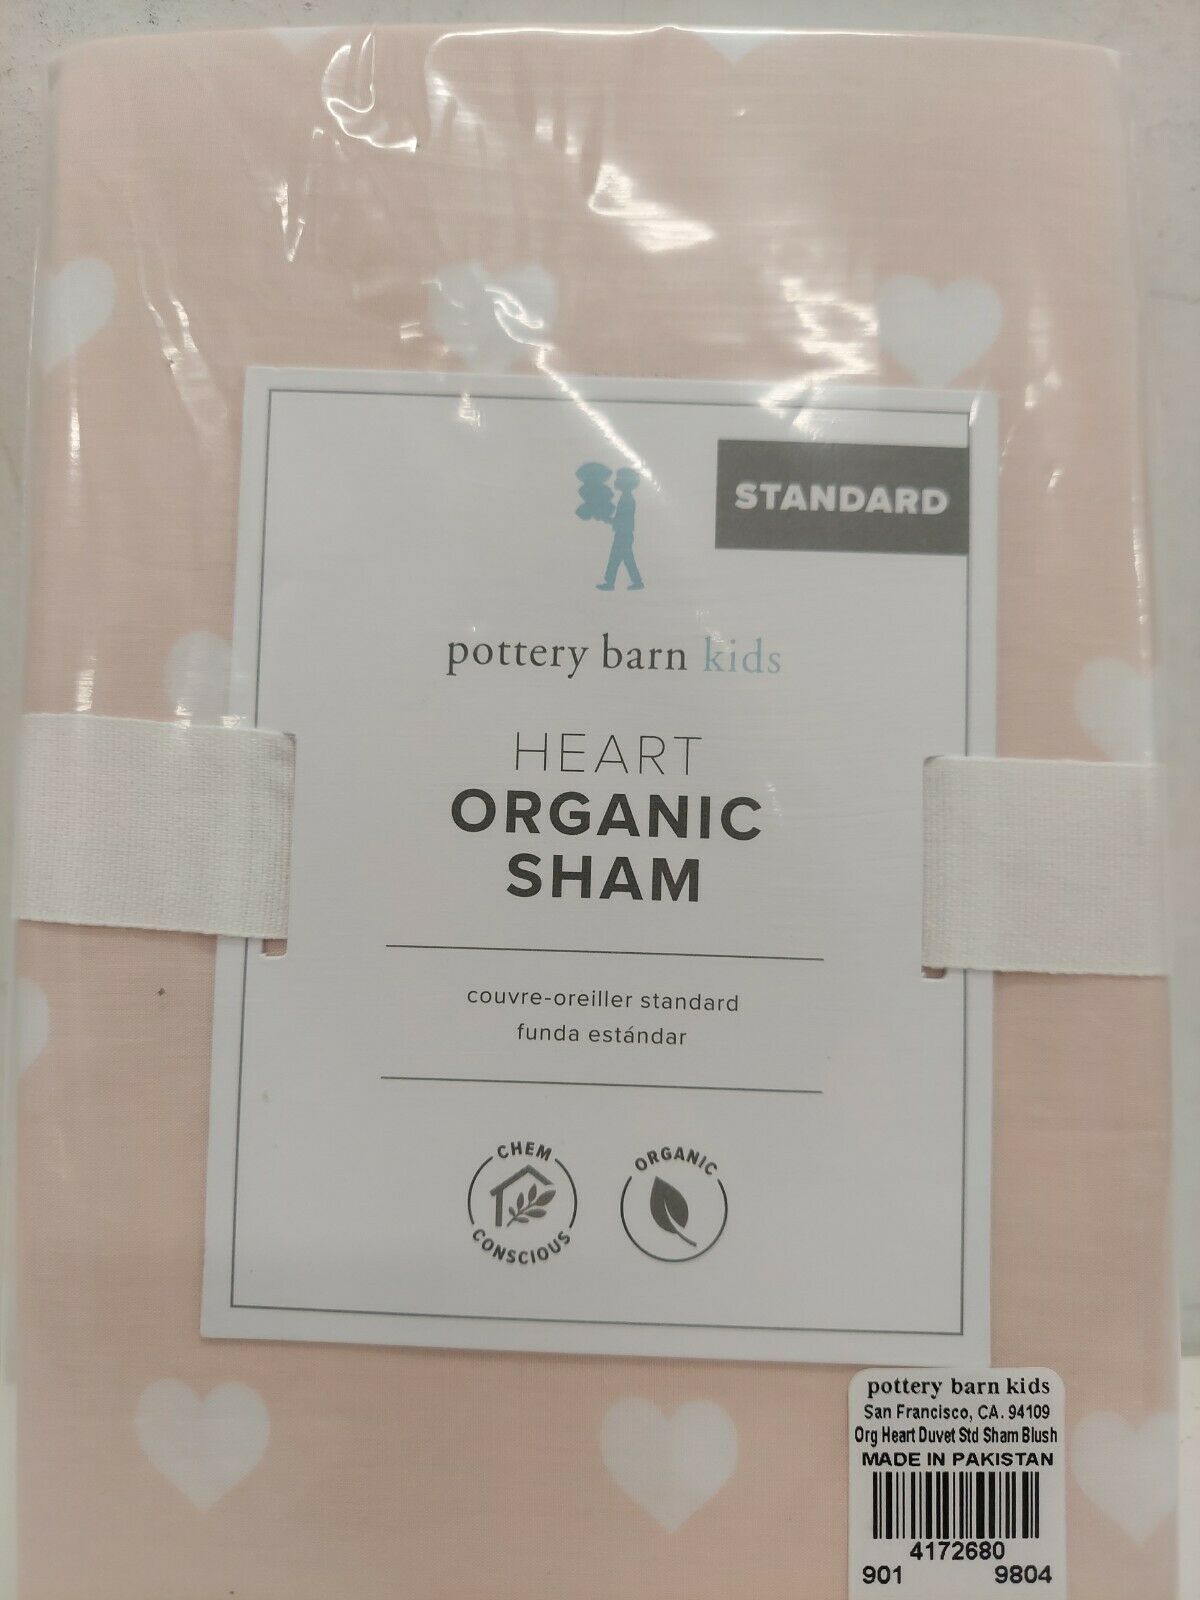 STANDARD
pottery barn kids
HEART
ORGANIC
SHAM
couvre-oreiller standard
funda estándar
CHEM
CONSCIOUS
ORGANIC
pottery barn kids
San Francisco, CA. 94109
Org Heart Duvet Std Sham Blush
MADE IN PAKISTAN
4172680
901 9804